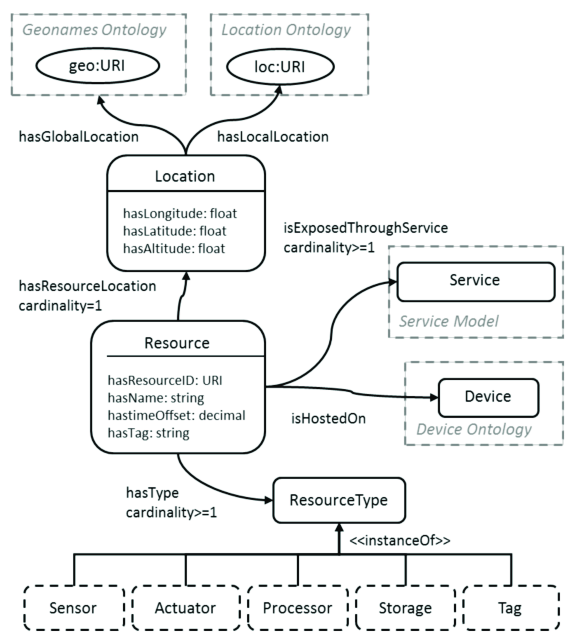 Geonames Ontology
Location Ontology
geo:URI
loc:URI
hasGlobalLocation
hasLocalLocation
Location
hasLongitude: float
hasLatitude: float
hasAltitude: float
isExposedThroughService
cardinality>=1
Service
Service Model
hasResourceLocation
cardinality=1
Resource
hasResourceID: URI
hasName: string
hastimeOffset: decimal
hasTag: string
isHostedOn
Device
Device Ontology
hasType
cardinality>=1
ResourceType
<<instanceOf>>
Sensor
Actuator
Processor
Storage
Tag